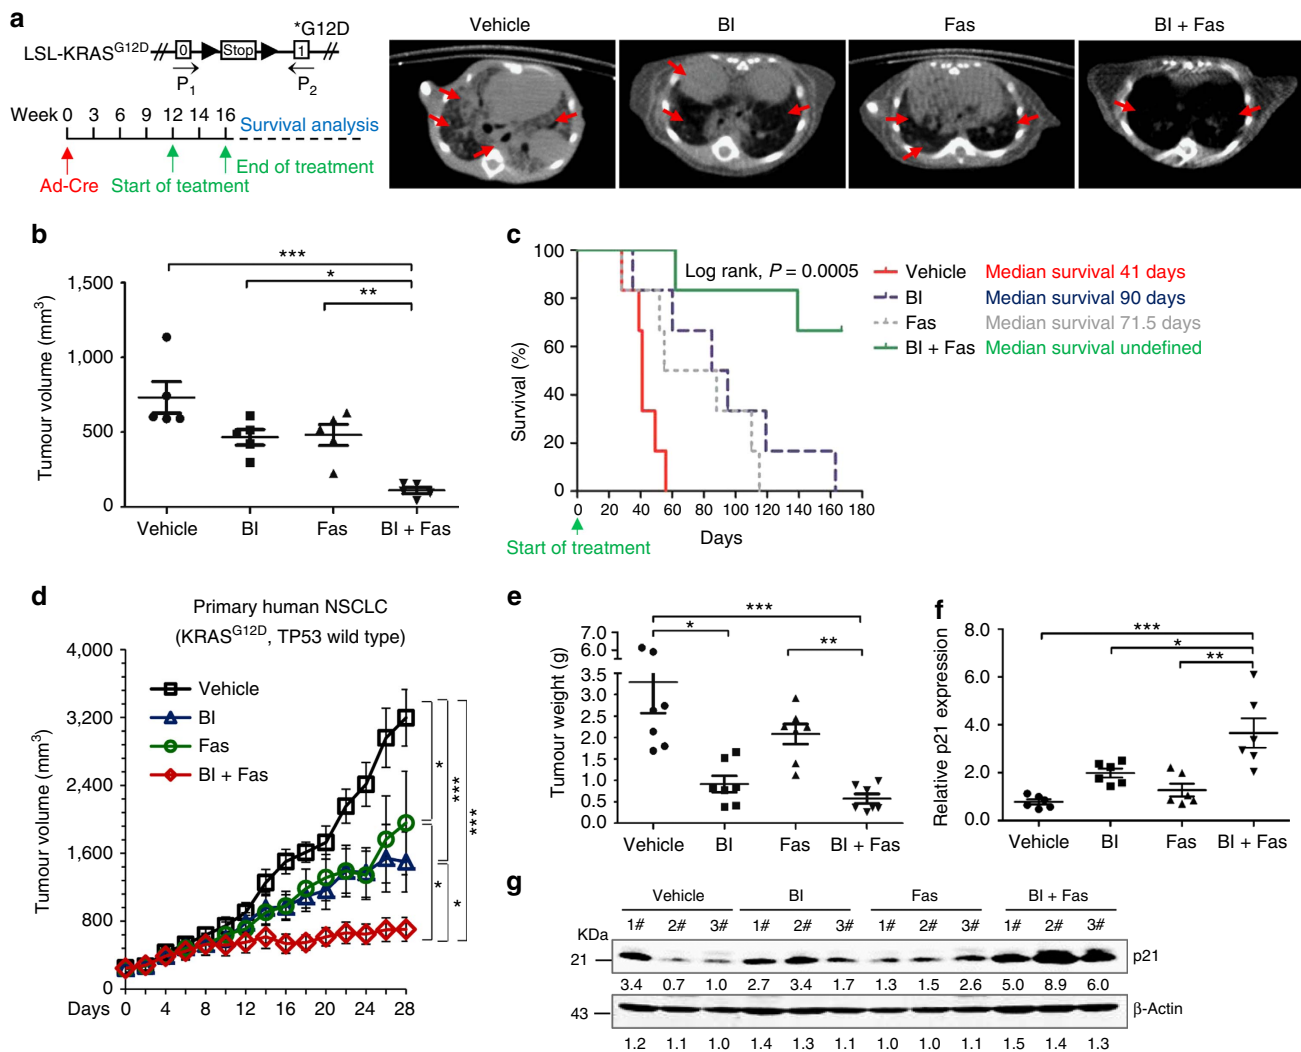 a
*G12D
LSL-KRASG12D
0
Stop
1
P1
P2
Week 0 3 6 9 12 14 16
Survival analysis
Ad-Cre
Start of teatment
End of treatment
Vehicle
BI
Fas
BI + Fas
b
***
*
**
Tumour volume (mm3)
1,500
1,000
500
0
Vehicle BI Fas BI + Fas
c
Log rank, P = 0.0005
Vehicle Median survival 41 days
BI Median survival 90 days
Fas Median survival 71.5 days
BI + Fas Median survival undefined
Survival (%)
100
80
60
40
20
0
0 20 40 60 80 100 120 140 160 180
Days
Start of treatment
d
Primary human NSCLC
(KRASG12D, TP53 wild type)
Tumour volume (mm3)
4,000
3,200
2,400
1,600
800
0
Vehicle
BI
Fas
BI + Fas
*
***
***
*
*
Days 0 4 8 12 16 20 24 28
e
***
*
**
Tumour weight (g)
7.0
6.0
3.5
3.0
2.5
2.0
1.5
1.0
0.5
0.0
Vehicle BI Fas BI + Fas
f
***
*
**
Relative p21 expression
8.0
6.0
4.0
2.0
0.0
Vehicle BI Fas BI + Fas
g
Vehicle BI Fas BI + Fas
1# 2# 3# 1# 2# 3# 1# 2# 3# 1# 2# 3#
KDa
21
p21
3.4 0.7 1.0 2.7 3.4 1.7 1.3 1.5 2.6 5.0 8.9 6.0
43
β-Actin
1.2 1.1 1.0 1.4 1.3 1.1 1.0 1.0 1.1 1.5 1.4 1.3